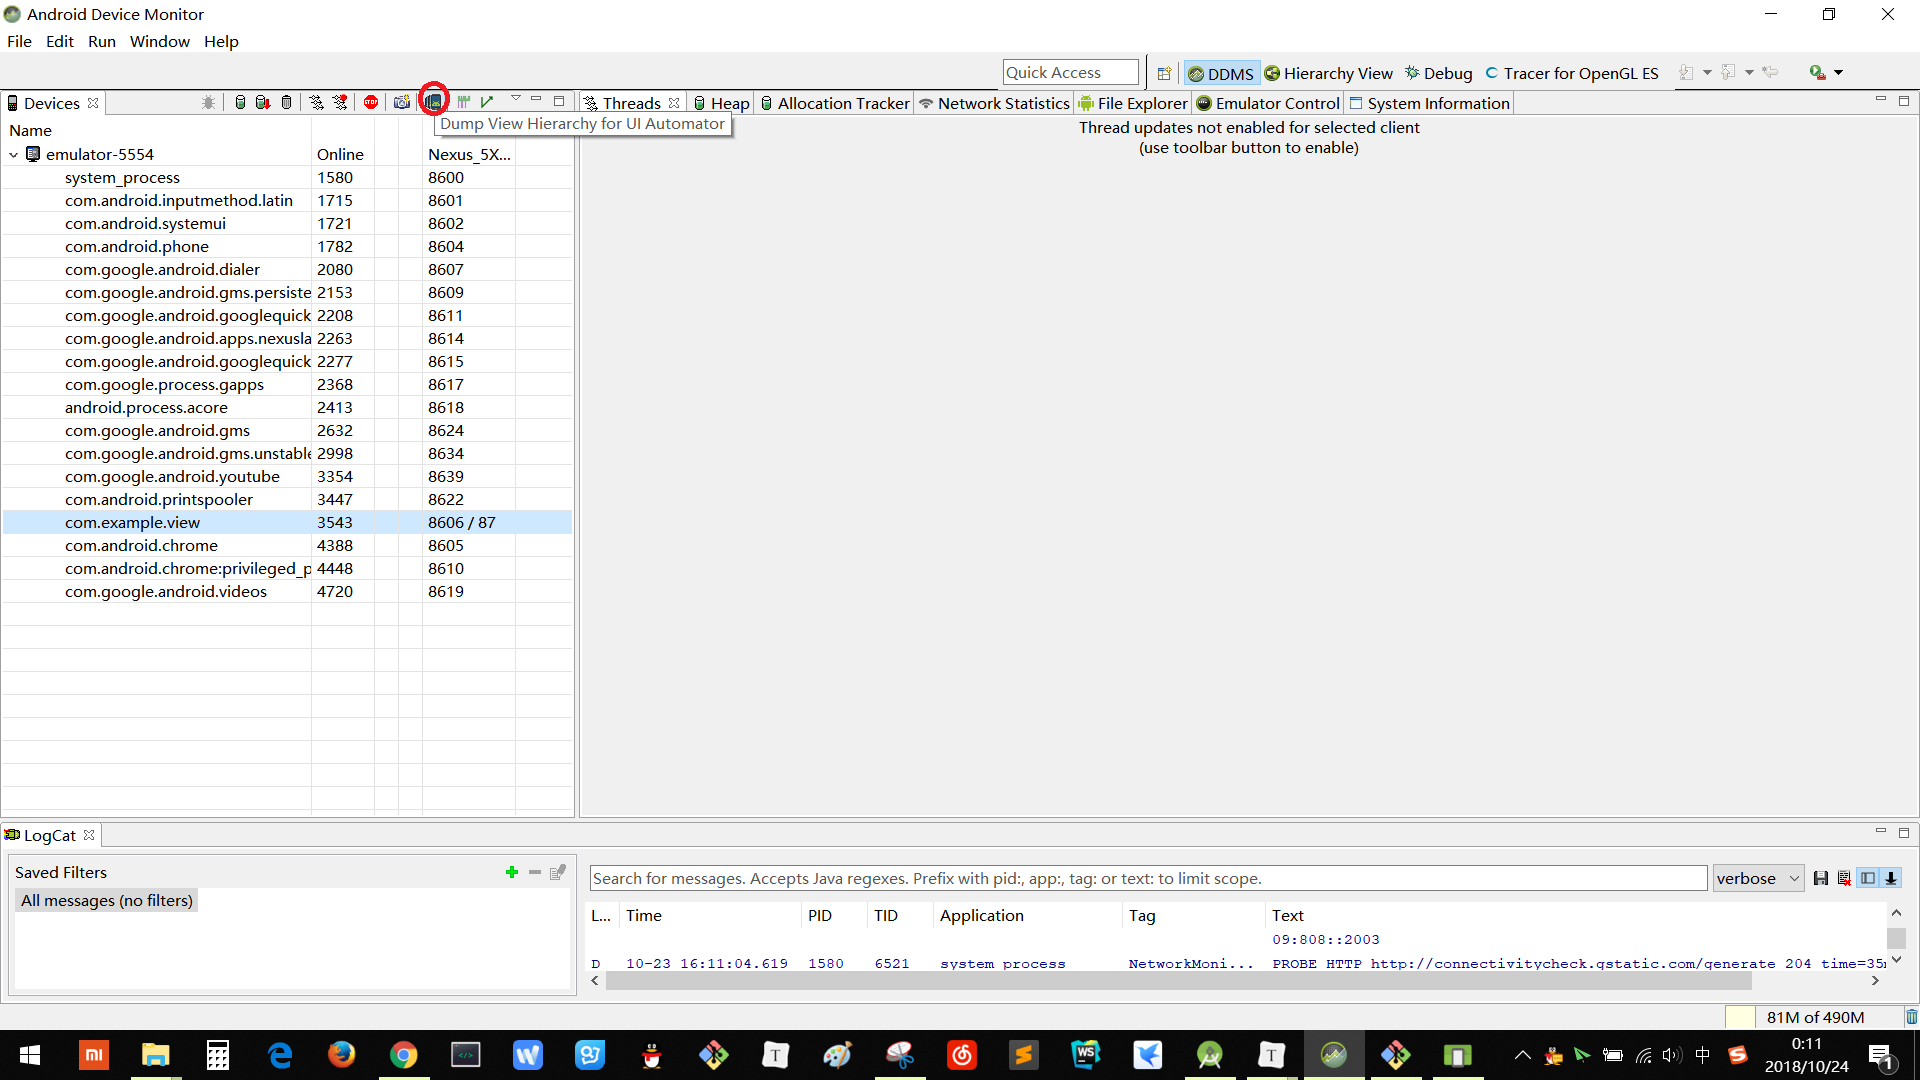 Android Device Monitor
File Edit Run Window Help
Quick Access
DDMS Hierarchy View Debug Tracer for OpenGL ES
Devices
Threads Heap Allocation Tracker Network Statistics File Explorer Emulator Control System Information
Dump View Hierarchy for UI Automator
Name
emulator-5554 Online Nexus_5X...
system_process 1580 8600
com.android.inputmethod.latin 1715 8601
com.android.systemui 1721 8602
com.android.phone 1782 8604
com.google.android.dialer 2080 8607
com.google.android.gms.persiste 2153 8609
com.google.android.googlequick 2208 8611
com.google.android.apps.nexusla 2263 8614
com.google.android.googlequick 2277 8615
com.google.process.gapps 2368 8617
android.process.acore 2413 8618
com.google.android.gms 2632 8624
com.google.android.gms.unstable 2998 8634
com.google.android.youtube 3354 8639
com.android.printspooler 3447 8622
com.example.view 3543 8606 / 87
com.android.chrome 4388 8605
com.android.chrome:privileged_p 4448 8610
com.google.android.videos 4720 8619
Thread updates not enabled for selected client
(use toolbar button to enable)
LogCat
Saved Filters
All messages (no filters)
Search for messages. Accepts Java regexes. Prefix with pid:, app:, tag: or text: to limit scope.
verbose
L... Time PID TID Application Tag Text
09:808::2003
D 10-23 16:11:04.619 1580 6521 system_process NetworkMoni... PROBE_HTTP http://connectivitycheck.gstatic.com/generate_204 time=35m
81M of 490M
中
0:11
2018/10/24
1